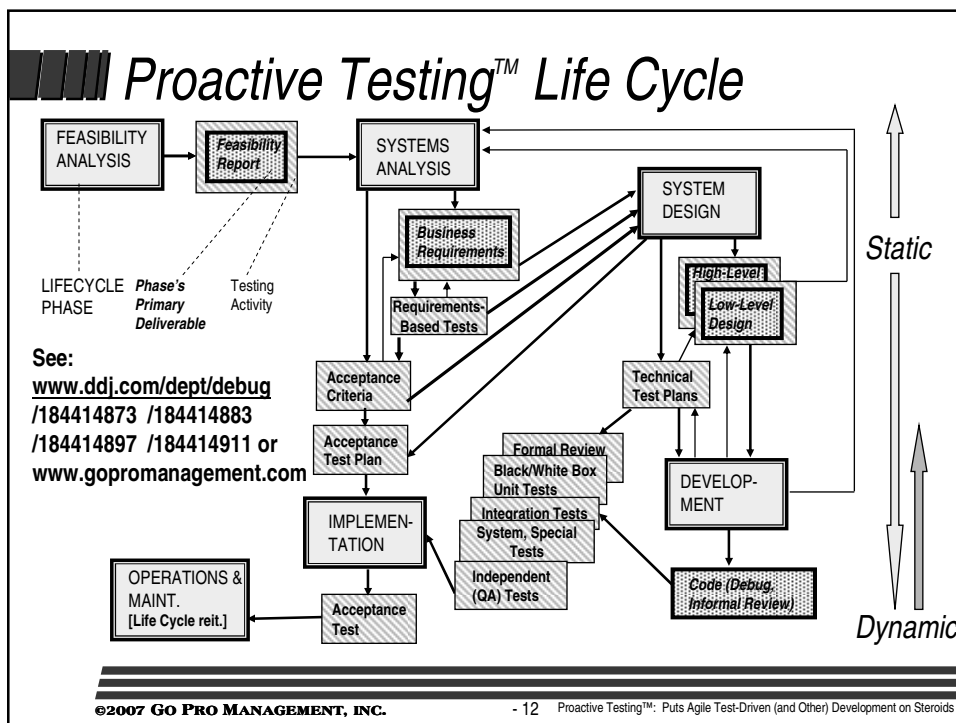 Proactive Testing™ Life Cycle
FEASIBILITY
ANALYSIS
Feasibility
Report
SYSTEMS
ANALYSIS
SYSTEM
DESIGN
Static
Business
Requirements
High-Level
Low-Level
Design
LIFECYCLE
PHASE
Phase's
Primary
Deliverable
Testing
Activity
Requirements-
Based Tests
See:
www.ddj.com/dept/debug
/184414873 /184414883
/184414897 /184414911 or
www.gopromanagement.com
Acceptance
Criteria
Technical
Test Plans
Acceptance
Test Plan
Formal Review
Black/White Box
Unit Tests
Integration Tests
System, Special
Tests
Independent
(QA) Tests
DEVELOP-
MENT
IMPLEMEN-
TATION
OPERATIONS &
MAINT.
[Life Cycle reit.]
Acceptance
Test
Code (Debug,
Informal Review)
Dynamic
©2007 GO PRO MANAGEMENT, INC.
- 12
Proactive Testing™: Puts Agile Test-Driven (and Other) Development on Steroids